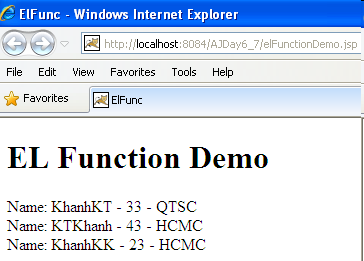 ElFunc - Windows Internet Explorer
http://localhost:8084/AJDay6_7/elFunctionDemo.jsp
File Edit View Favorites Tools Help
Favorites ElFunc
EL Function Demo
Name: KhanhKT - 33 - QTSC
Name: KTKhanh - 43 - HCMC
Name: KhanhKK - 23 - HCMC